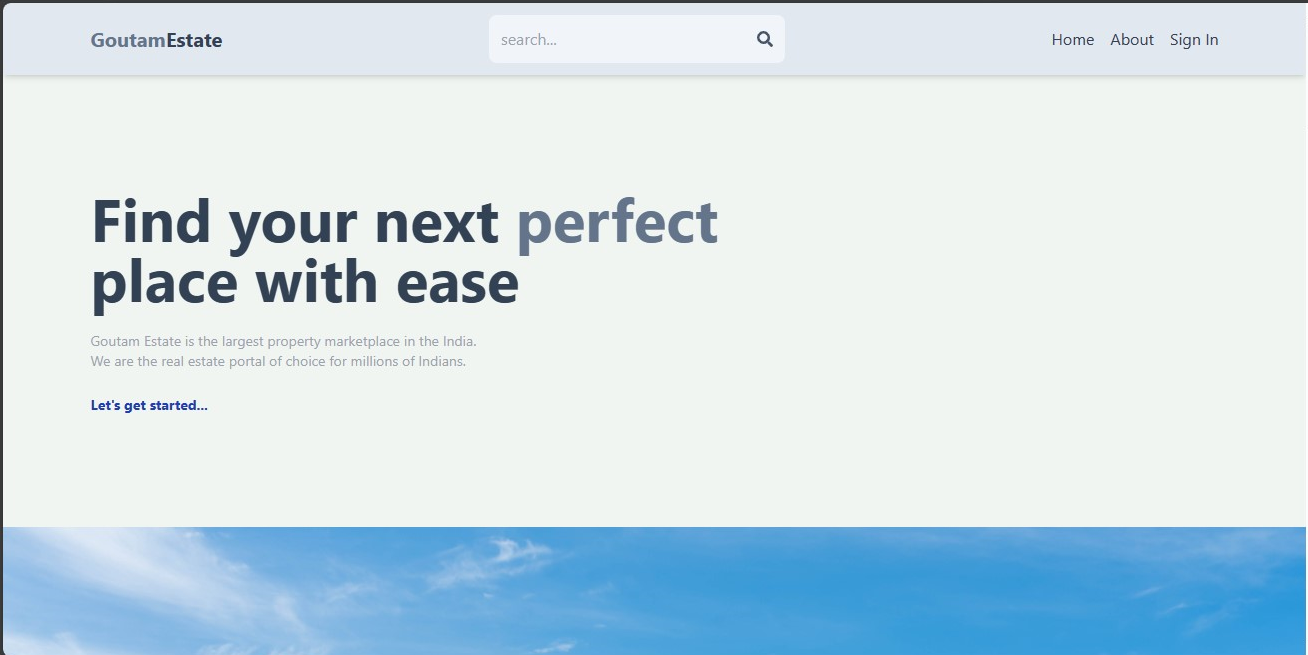 GoutamEstate
search...
Home About Sign In
Find your next perfect
place with ease
Goutam Estate is the largest property marketplace in the India.
We are the real estate portal of choice for millions of Indians.
Let's get started...